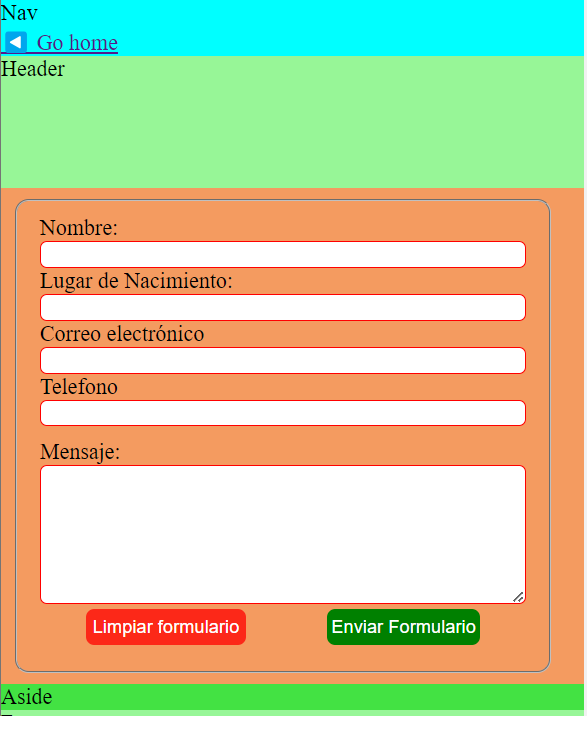 Nav
◀ Go home
Header
Nombre:
Lugar de Nacimiento:
Correo electrónico
Telefono
Mensaje:
Limpiar formulario Enviar Formulario
Aside